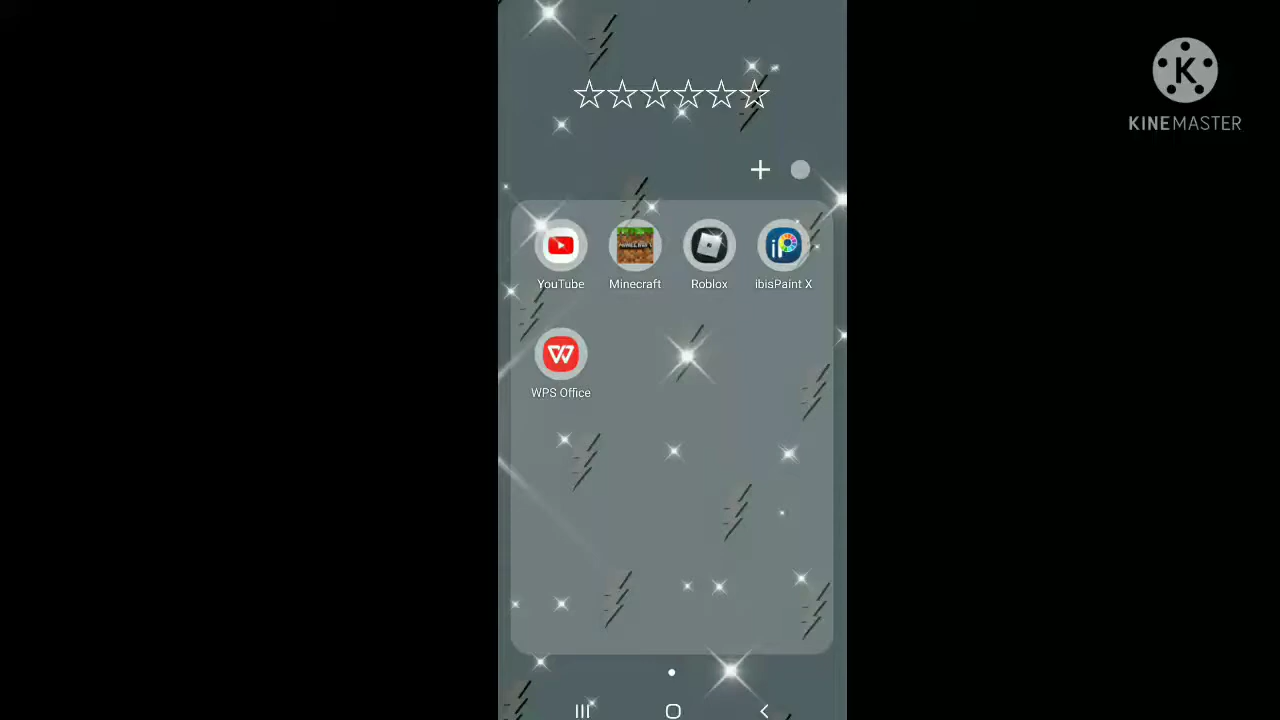 ☆☆☆☆☆☆
K
KINEMASTER
YouTube
Minecraft
Roblox
ibisPaint X
WPS Office